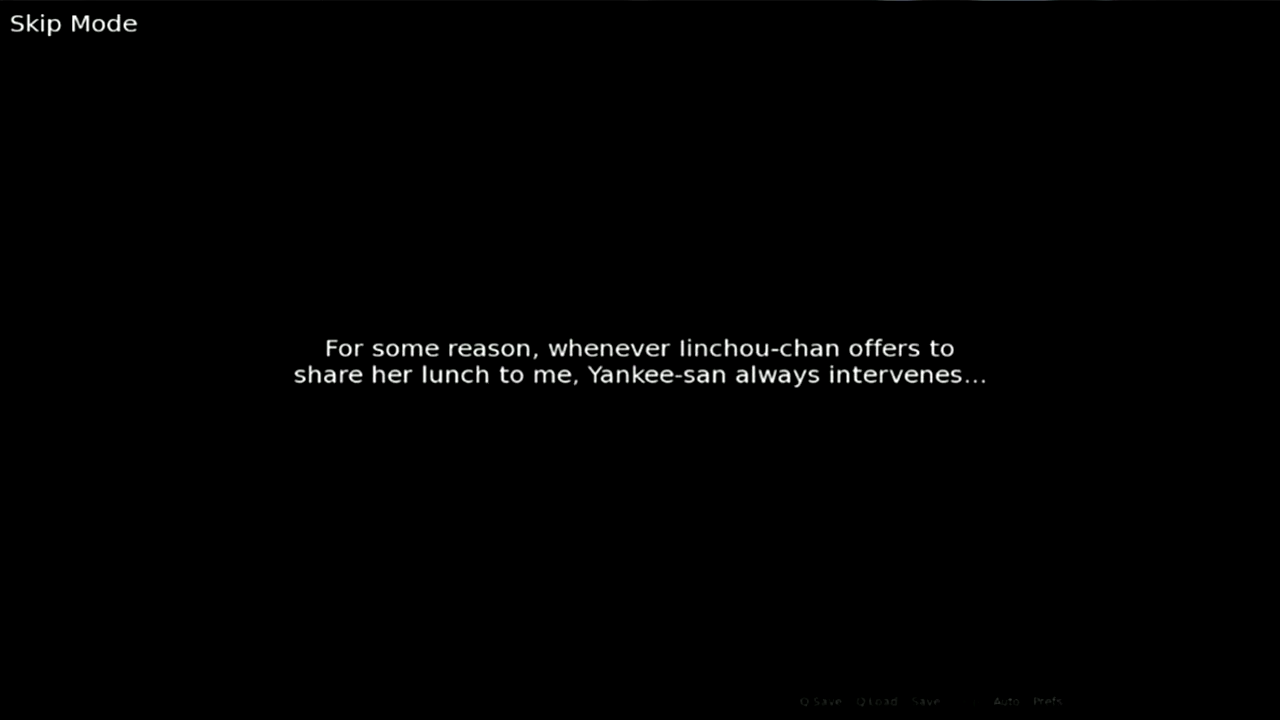 Skip Mode
For some reason, whenever Iinchou-chan offers to
share her lunch to me, Yankee-san always intervenes...
Q.Save Q.Load Save Auto Prefs